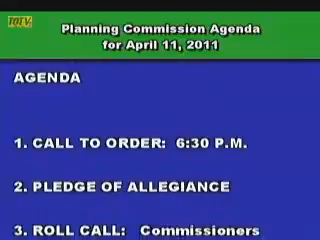 TOTV
Planning Commission Agenda
for April 11, 2011
AGENDA
1. CALL TO ORDER: 6:30 P.M.
2. PLEDGE OF ALLEGIANCE
3. ROLL CALL: Commissioners